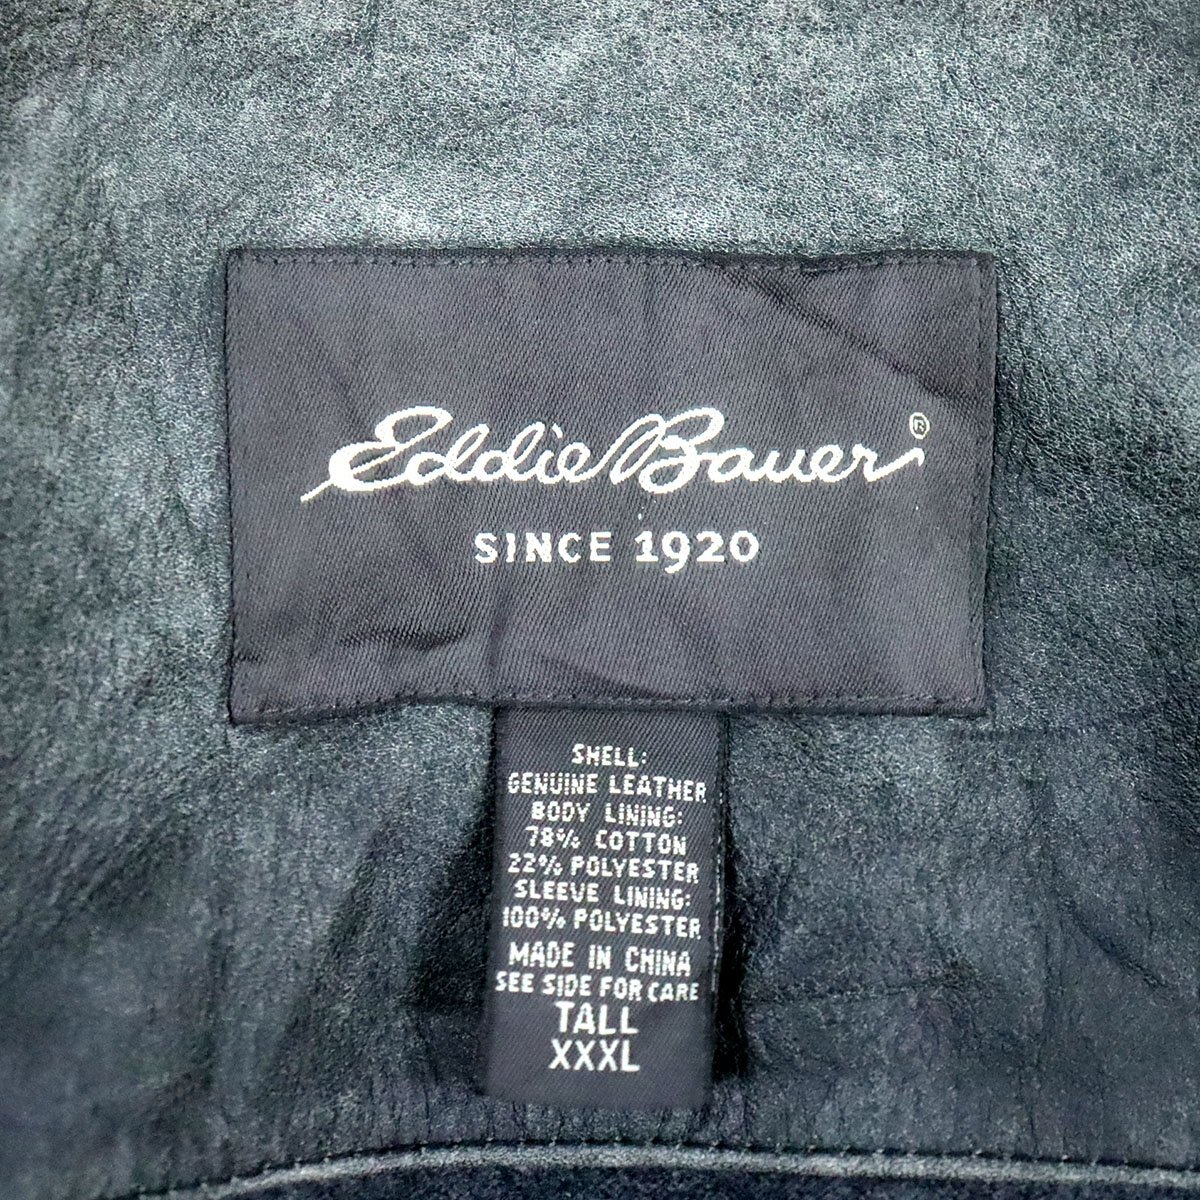 Eddie Bauer®
SINCE 1920
SHELL:
GENUINE LEATHER
BODY LINING:
78% COTTON
22% POLYESTER
SLEEVE LINING:
100% POLYESTER
MADE IN CHINA
SEE SIDE FOR CARE
TALL
XXXL